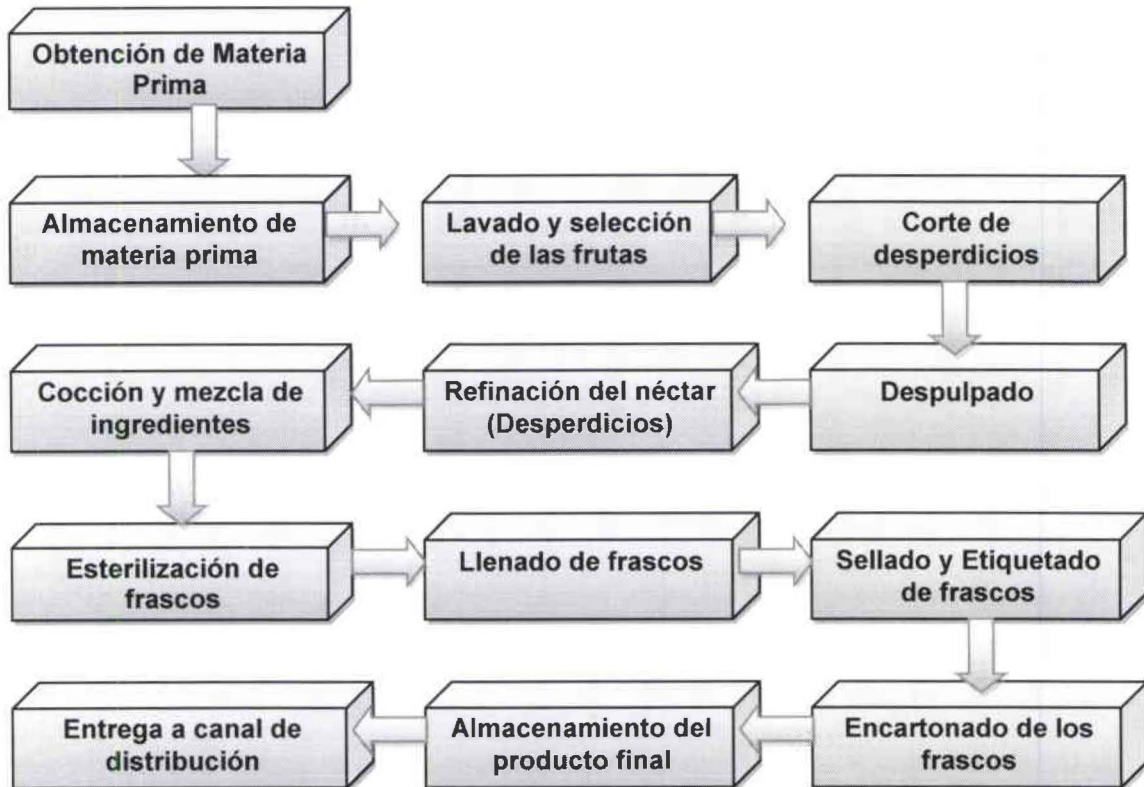 Obtención de Materia
Prima
Almacenamiento de
materia prima
Lavado y selección
de las frutas
Corte de
desperdicios
Despulpado
Refinación del néctar
(Desperdicios)
Cocción y mezcla de
ingredientes
Esterilización de
frascos
Llenado de frascos
Sellado y Etiquetado
de frascos
Encartonado de los
frascos
Almacenamiento del
producto final
Entrega a canal de
distribución